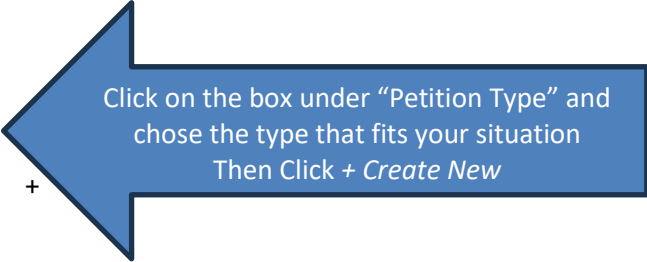 Click on the box under “Petition Type” and
chose the type that fits your situation
Then Click + Create New
+